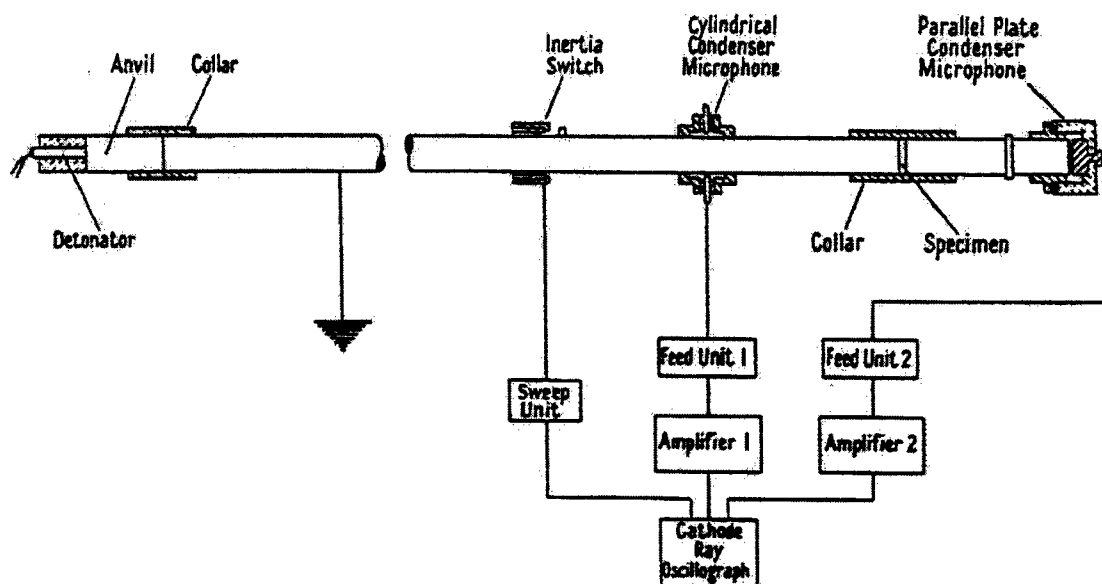 Anvil
Collar
Inertia
Switch
Cylindrical
Condenser
Microphone
Parallel Plate
Condenser
Microphone
Detonator
Collar
Specimen
Feed Unit 1
Feed Unit 2
Sweep
Unit
Amplifier 1
Amplifier 2
Cathode
Ray
Oscillograph